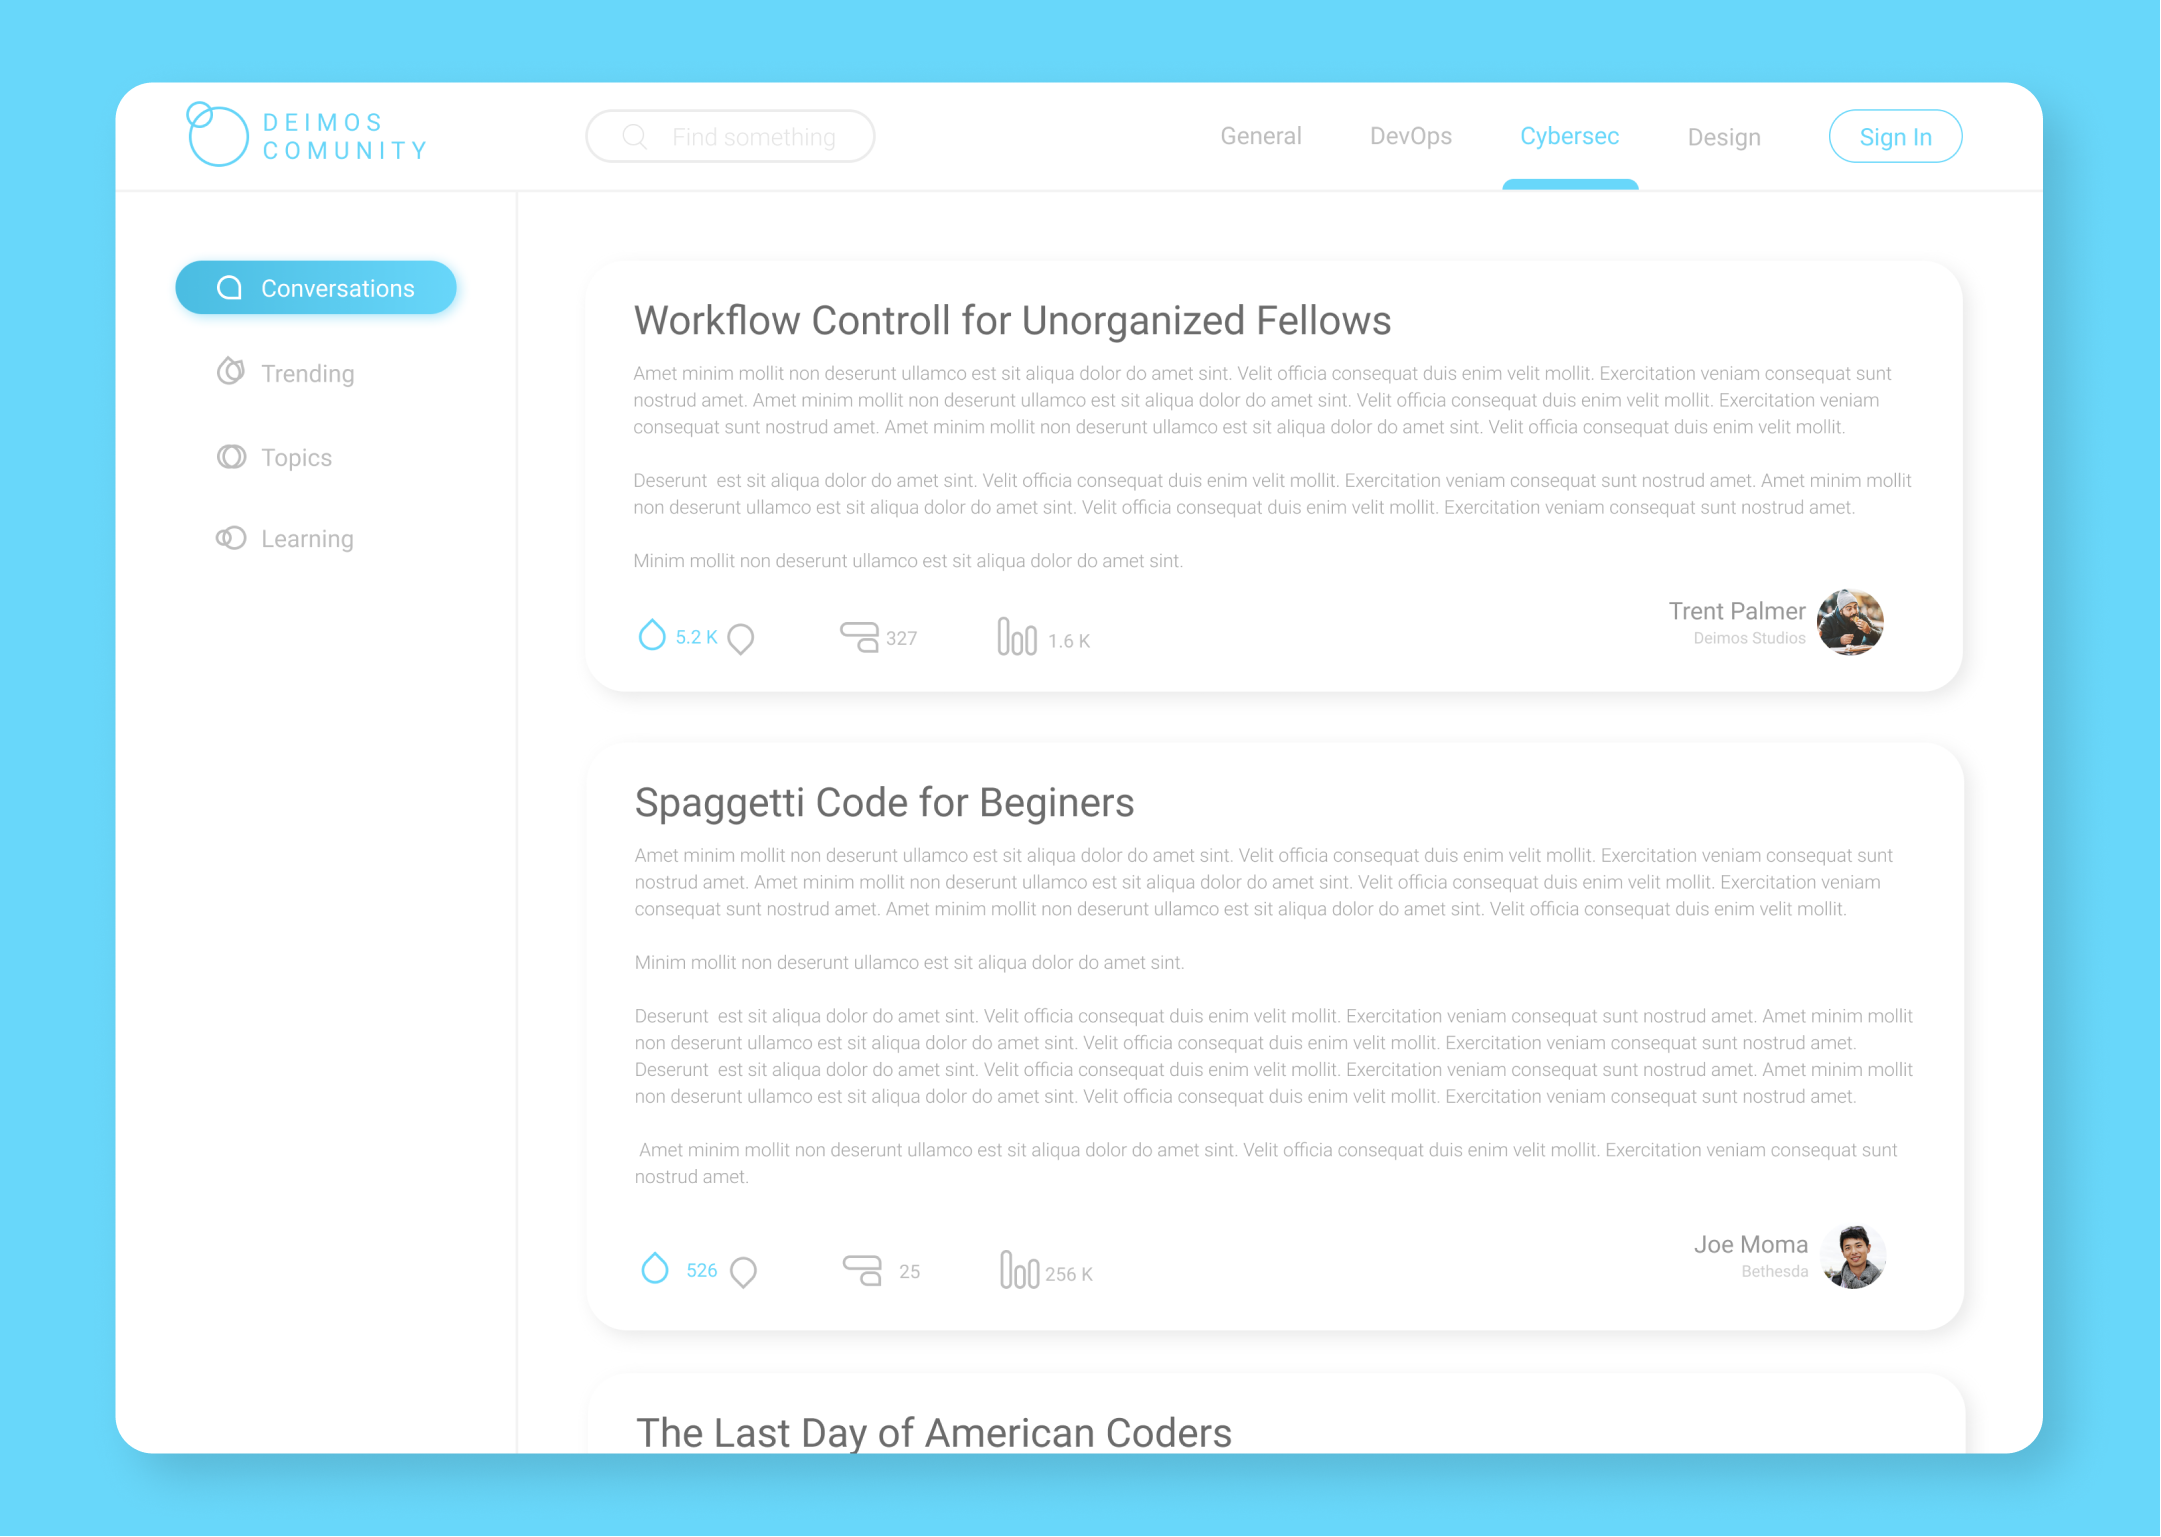 DEIMOS
COMUNITY
Find something
General
DevOps
Cybersec
Design
Sign In
Conversations
Trending
Topics
Learning
Workflow Controll for Unorganized Fellows
Amet minim mollit non deserunt ullamco est sit aliqua dolor do amet sint. Velit officia consequat duis enim velit mollit. Exercitation veniam consequat sunt
nostrud amet. Amet minim mollit non deserunt ullamco est sit aliqua dolor do amet sint. Velit officia consequat duis enim velit mollit. Exercitation veniam
consequat sunt nostrud amet. Amet minim mollit non deserunt ullamco est sit aliqua dolor do amet sint. Velit officia consequat duis enim velit mollit.
Deserunt  est sit aliqua dolor do amet sint. Velit officia consequat duis enim velit mollit. Exercitation veniam consequat sunt nostrud amet. Amet minim mollit
non deserunt ullamco est sit aliqua dolor do amet sint. Velit officia consequat duis enim velit mollit. Exercitation veniam consequat sunt nostrud amet.
Minim mollit non deserunt ullamco est sit aliqua dolor do amet sint.
5.2 K
327
1.6 K
Trent Palmer
Deimos Studios
Spaggetti Code for Beginers
Amet minim mollit non deserunt ullamco est sit aliqua dolor do amet sint. Velit officia consequat duis enim velit mollit. Exercitation veniam consequat sunt
nostrud amet. Amet minim mollit non deserunt ullamco est sit aliqua dolor do amet sint. Velit officia consequat duis enim velit mollit. Exercitation veniam
consequat sunt nostrud amet. Amet minim mollit non deserunt ullamco est sit aliqua dolor do amet sint. Velit officia consequat duis enim velit mollit.
Minim mollit non deserunt ullamco est sit aliqua dolor do amet sint.
Deserunt  est sit aliqua dolor do amet sint. Velit officia consequat duis enim velit mollit. Exercitation veniam consequat sunt nostrud amet. Amet minim mollit
non deserunt ullamco est sit aliqua dolor do amet sint. Velit officia consequat duis enim velit mollit. Exercitation veniam consequat sunt nostrud amet.
Deserunt  est sit aliqua dolor do amet sint. Velit officia consequat duis enim velit mollit. Exercitation veniam consequat sunt nostrud amet. Amet minim mollit
non deserunt ullamco est sit aliqua dolor do amet sint. Velit officia consequat duis enim velit mollit. Exercitation veniam consequat sunt nostrud amet.
Amet minim mollit non deserunt ullamco est sit aliqua dolor do amet sint. Velit officia consequat duis enim velit mollit. Exercitation veniam consequat sunt
nostrud amet.
526
25
256 K
Joe Moma
Bethesda
The Last Day of American Coders